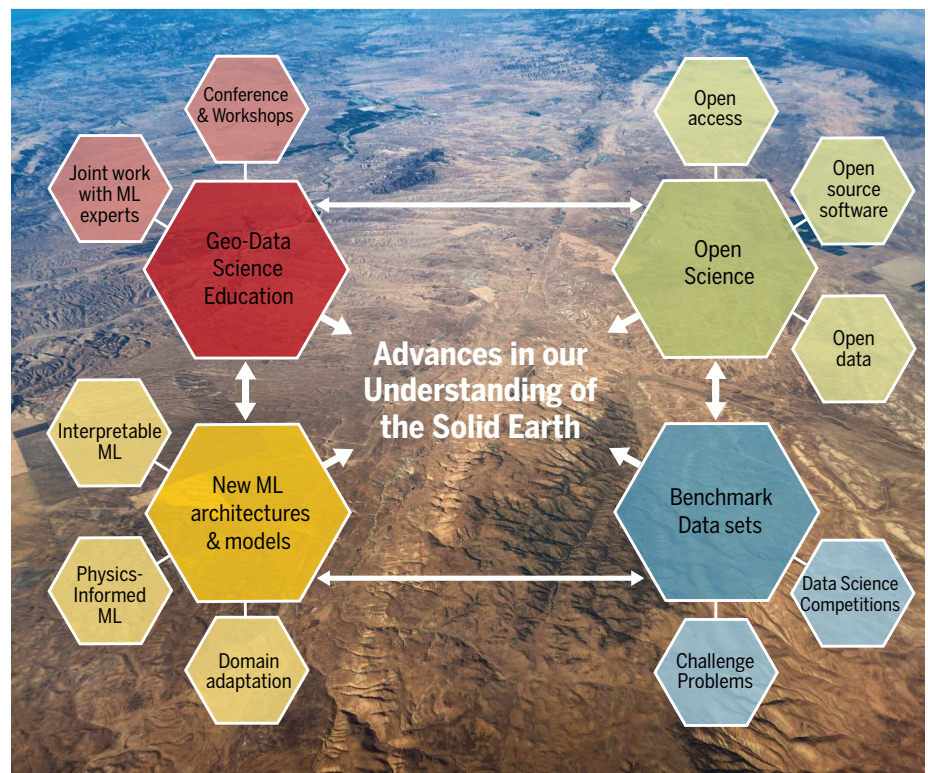 Conference
& Workshops
Joint work
with ML
experts
Geo-Data
Science
Education
Open
access
Open
source
software
Open
Science
Open
data
Advances in our
Understanding of
the Solid Earth
Interpretable
ML
New ML
architectures
& models
Physics-
Informed
ML
Domain
adaptation
Benchmark
Data sets
Data Science
Competitions
Challenge
Problems